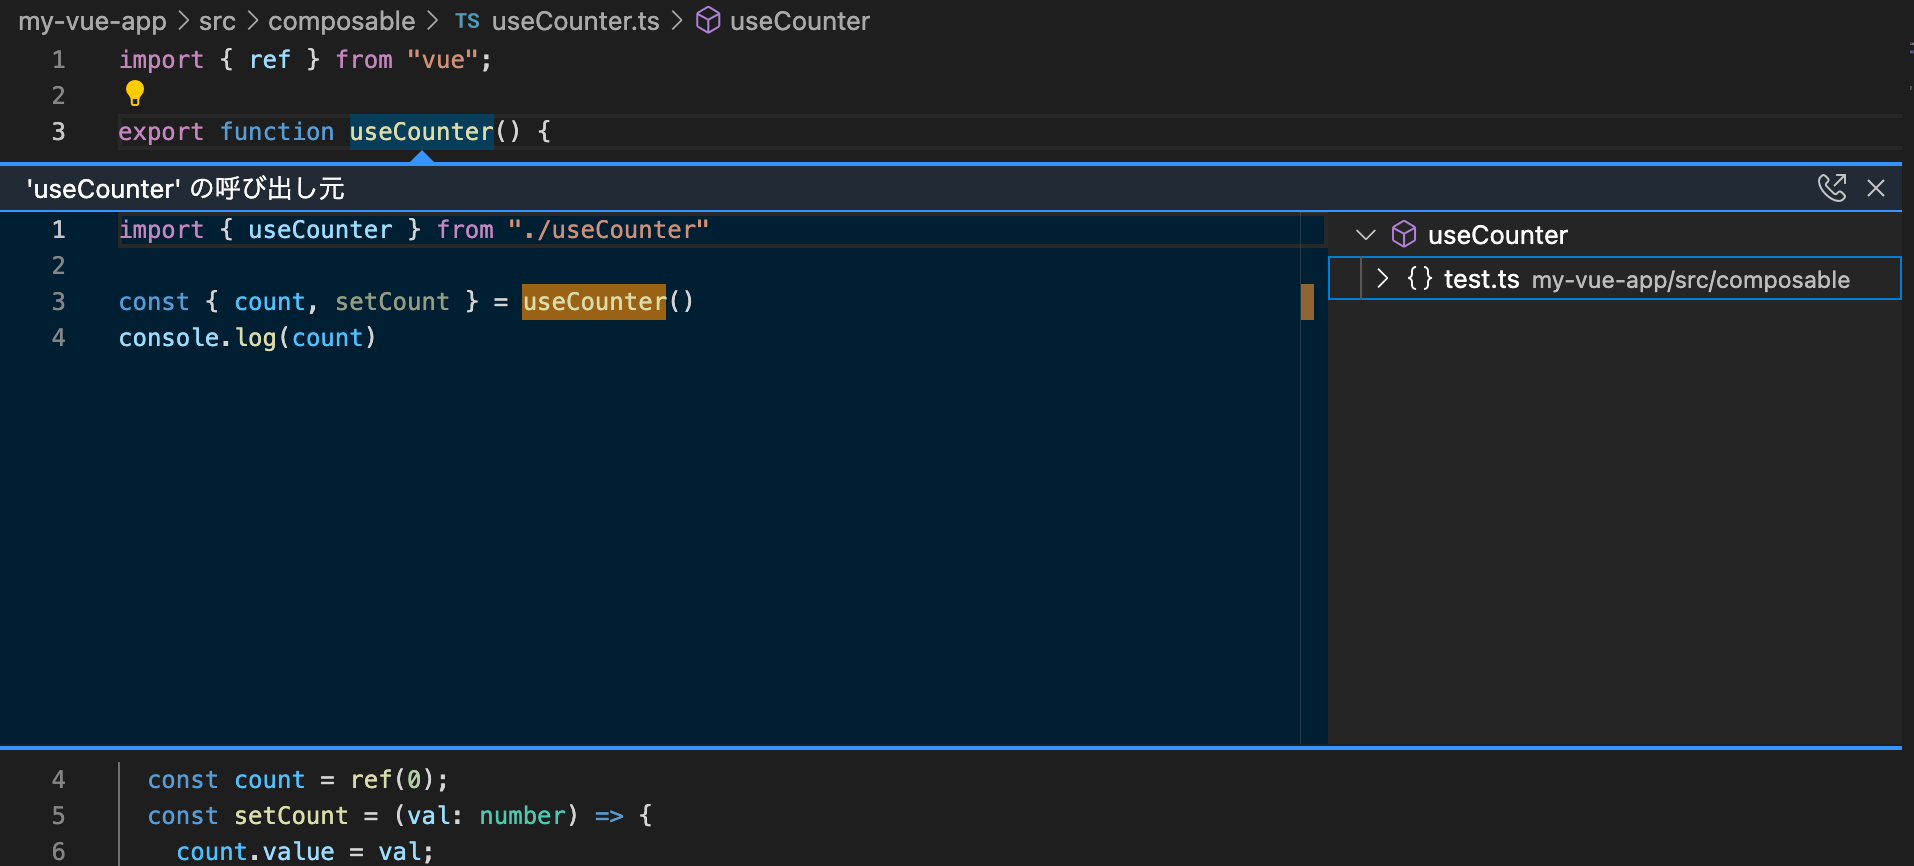 my-vue-app > src > composable > TS useCounter.ts > useCounter
1 import { ref } from "vue";
2
3 export function useCounter() {
'useCounter' の呼び出し元
1 import { useCounter } from "./useCounter"
2
3 const { count, setCount } = useCounter()
4 console.log(count)
useCounter
{} test.ts my-vue-app/src/composable
4 const count = ref(0);
5 const setCount = (val: number) => {
6 count.value = val;